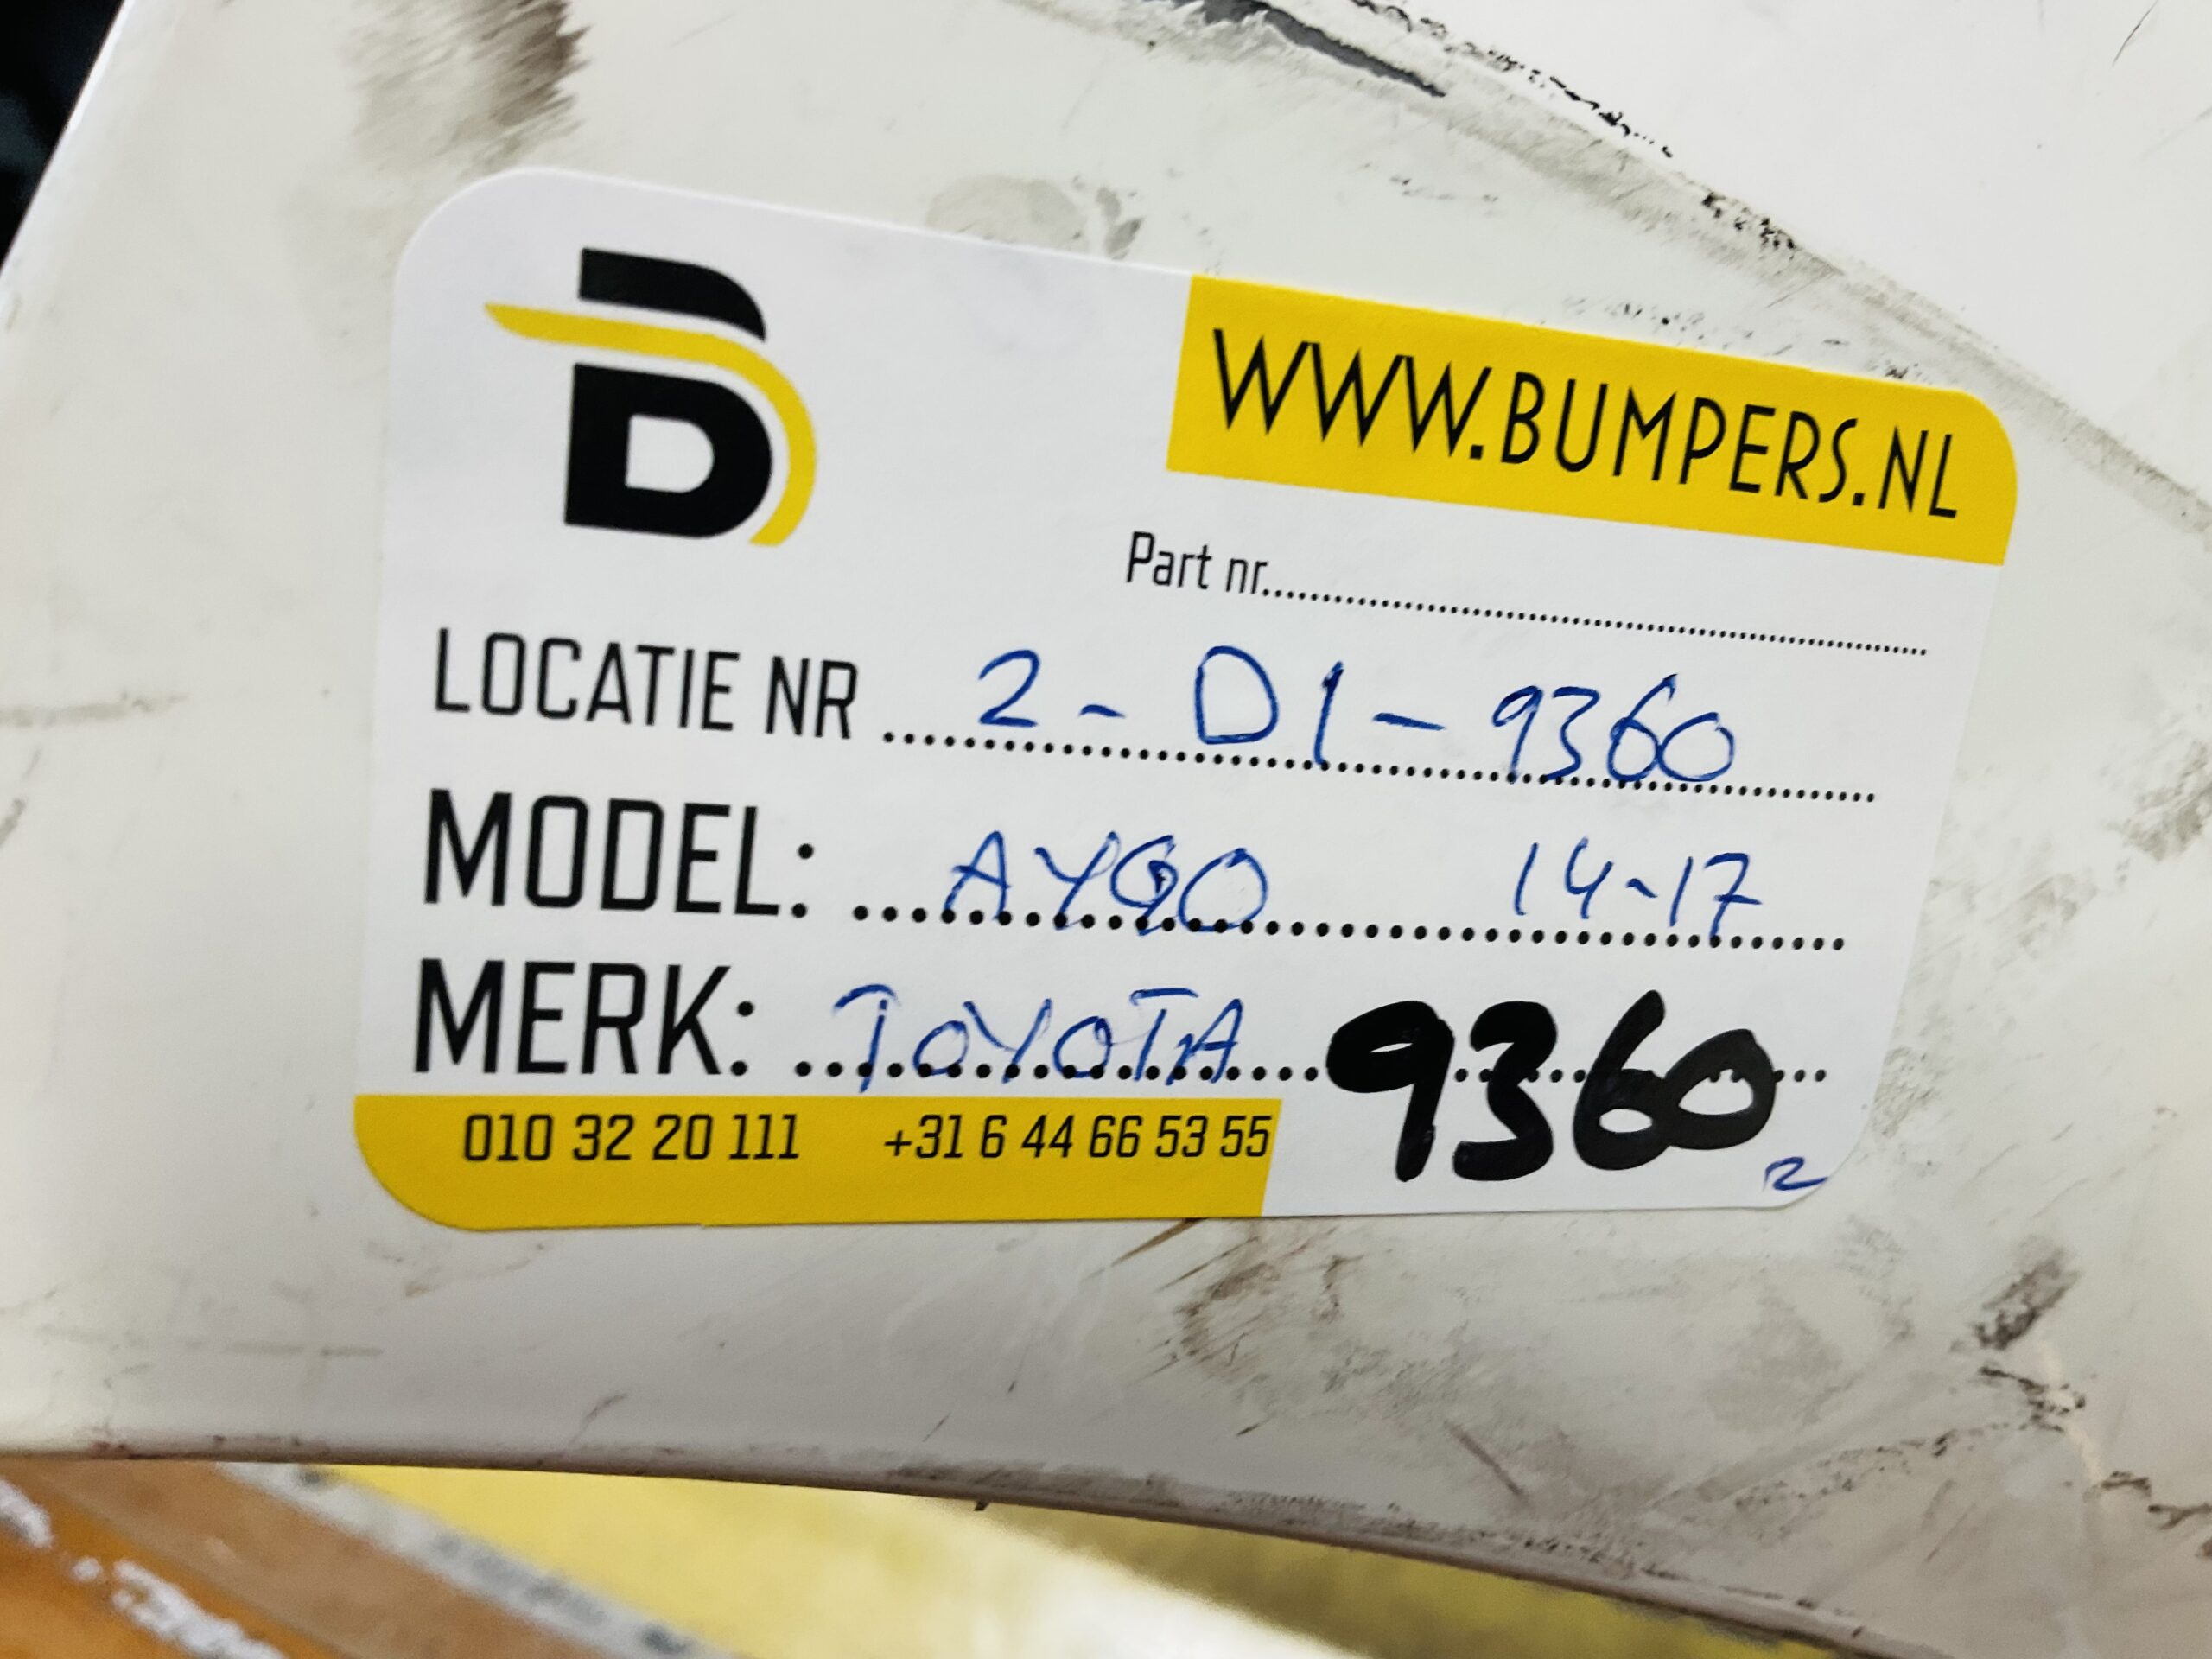 B
WWW.BUMPERS.NL
Part nr.
LOCATIE NR 2 - D1 - 9360
MODEL: AYGO 14-17
MERK: TOYOTA 9360
010 32 20 111 +31 6 44 66 53 55
2